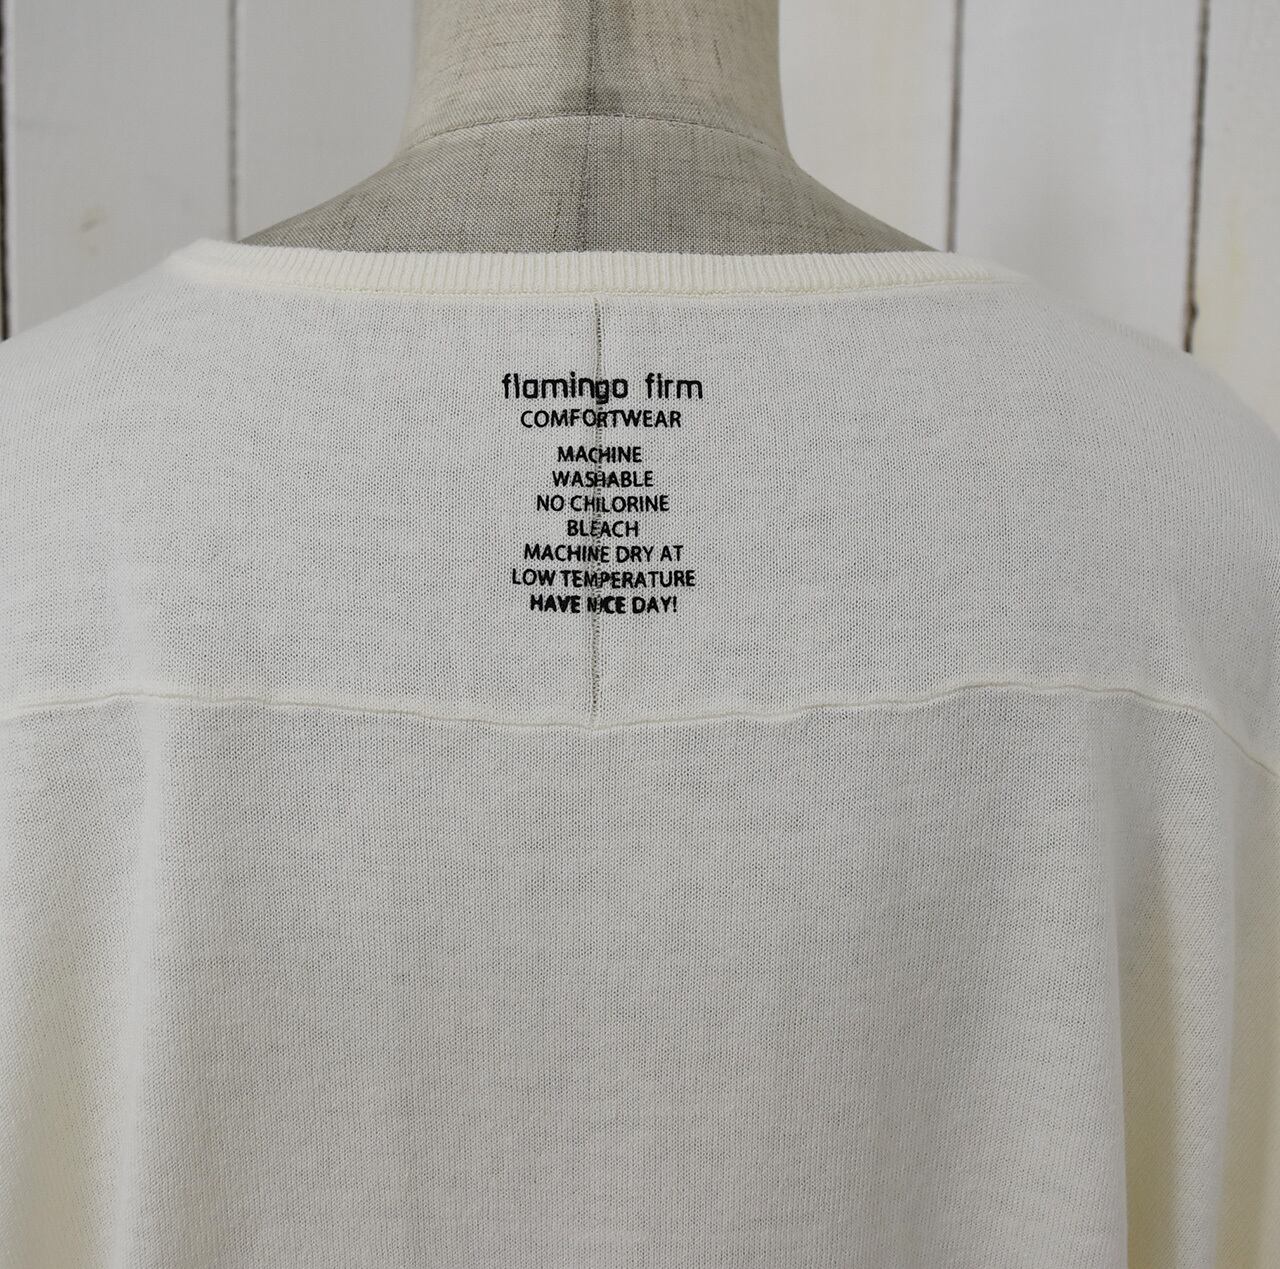 flamingo firm
COMFORTWEAR
MACHINE
WASHABLE
NO CHILORINE
BLEACH
MACHINE DRY AT
LOW TEMPERATURE
HAVE NICE DAY!